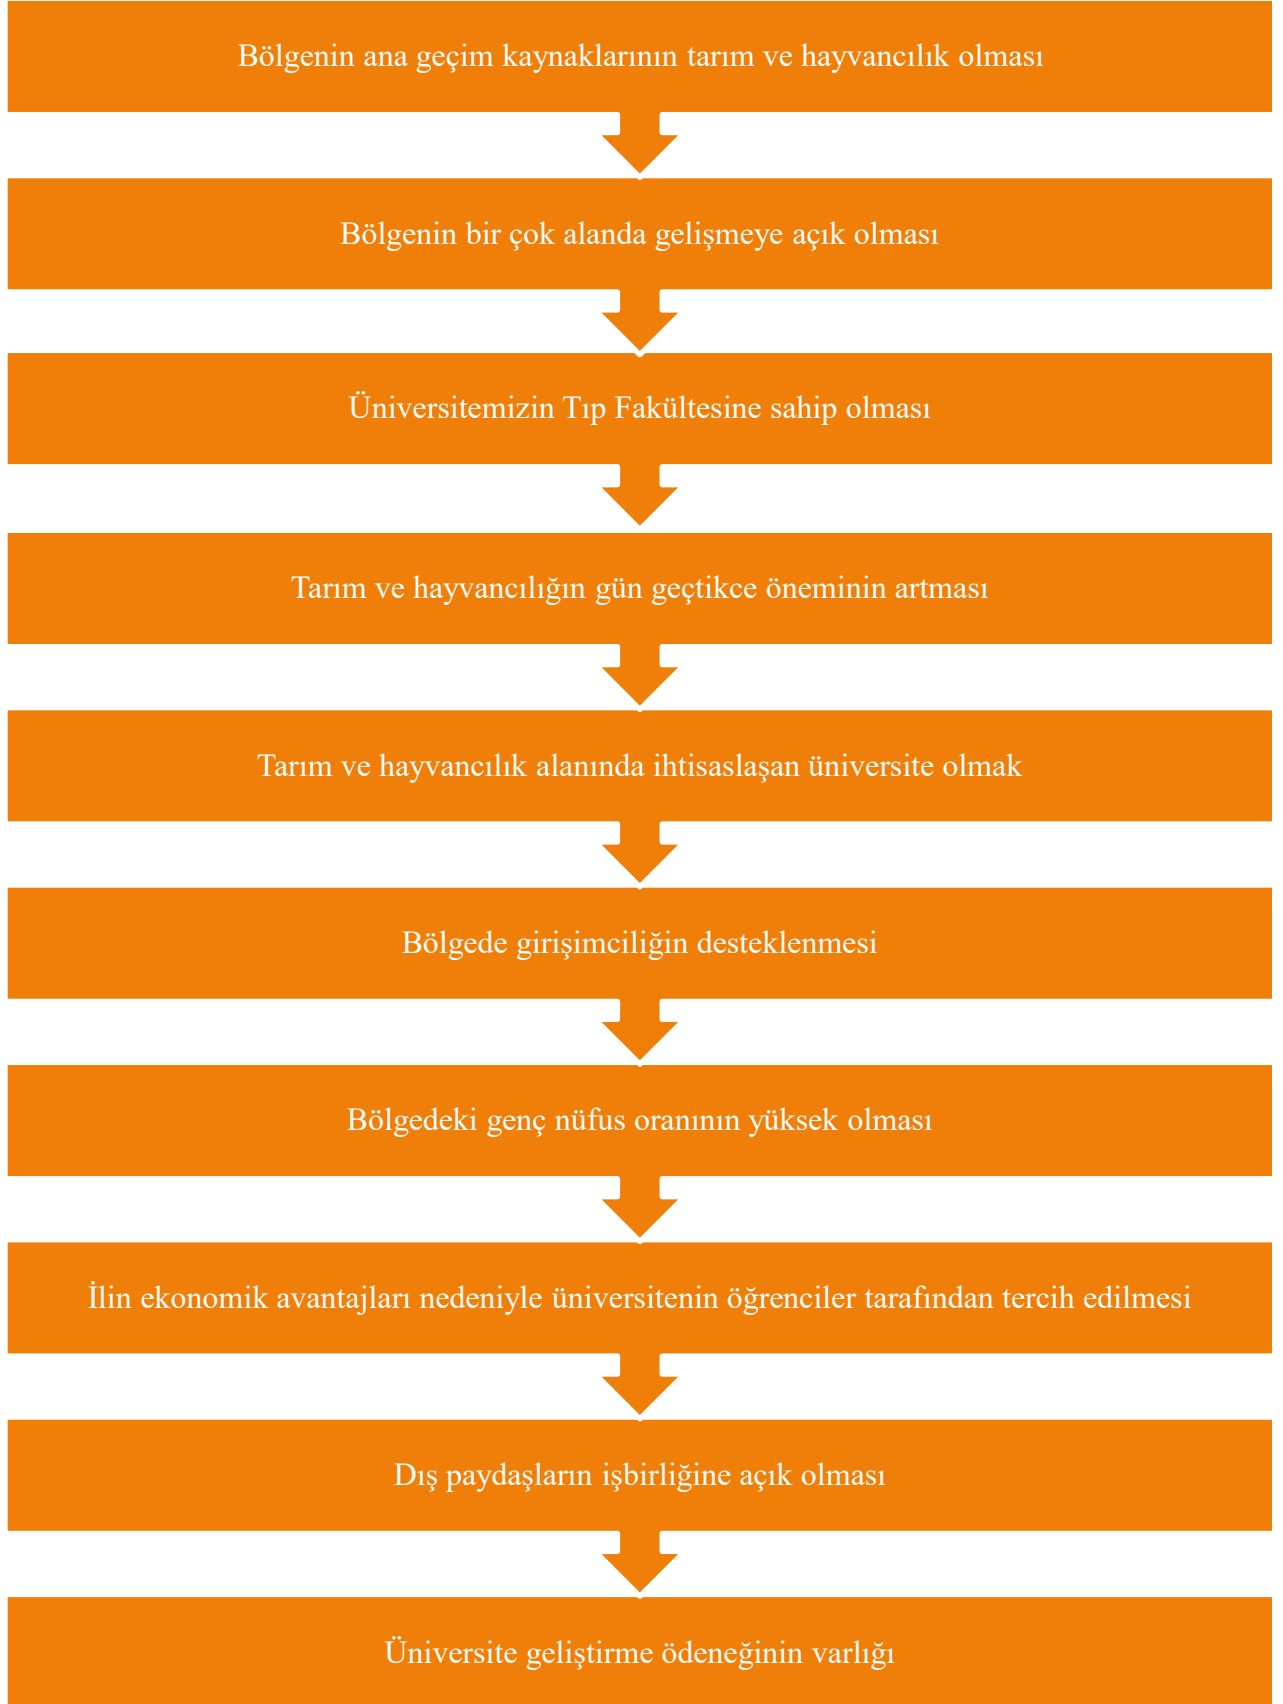 Bölgenin ana geçim kaynaklarının tarım ve hayvancılık olması
Bölgenin bir çok alanda gelişmeye açık olması
Üniversitemizin Tıp Fakültesine sahip olması
Tarım ve hayvancılığın gün geçtikce öneminin artması
Tarım ve hayvancılık alanında ihtisaslaşan üniversite olmak
Bölgede girişimciliğin desteklenmesi
Bölgedeki genç nüfus oranının yüksek olması
İlin ekonomik avantajları nedeniyle üniversitenin öğrenciler tarafından tercih edilmesi
Dış paydaşların işbirliğine açık olması
Üniversite geliştirme ödeneğinin varlığı